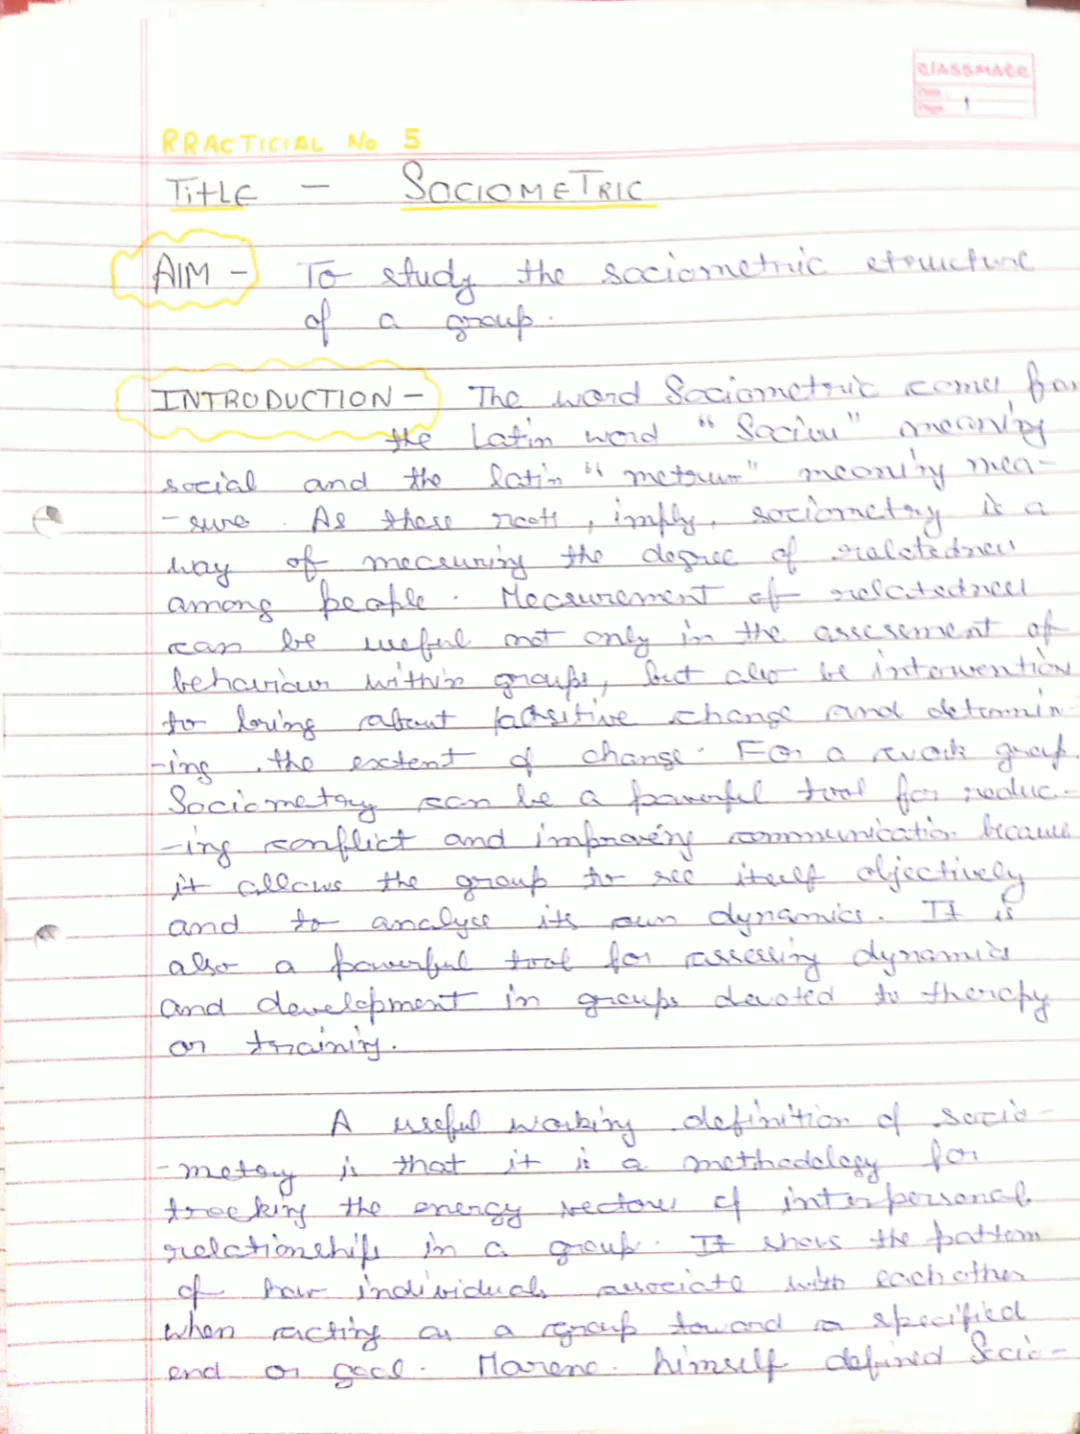 classmate
Date
Page 1
PRACTICIAL No 5
TitLE — SOCIOMETRIC
AIM - To study the sociometric structure
of a group.
INTRODUCTION - The word Sociometric comes from
the Latin word "Socius" meaning
social and the latin "metrum" meaning mea-
-sure. As these roots, imply, sociometry is a
way of measuring the degree of relatedness
among people. Measurement of relatedness
can be useful not only in the assesement of
behaviour within groups, but also be intervention
to bring about positive change and determin-
-ing the extent of change. For a work group.
Sociometry can be a powerful tool for reduc-
-ing conflict and improving communication because
it allows the group to see itself objectively
and to analyse its own dynamics. It is
also a powerful tool for assessing dynamics
and development in groups devoted to therapy
or training.
A useful working definition of socio-
-metry is that it is a methodology for
trecking the energy vectors of interpersonal
relationships in a group. It shows the pattern
of how individuals associate with each other
when acting as a group toward a specified
end or goal. Moreno. himself defined Socio-